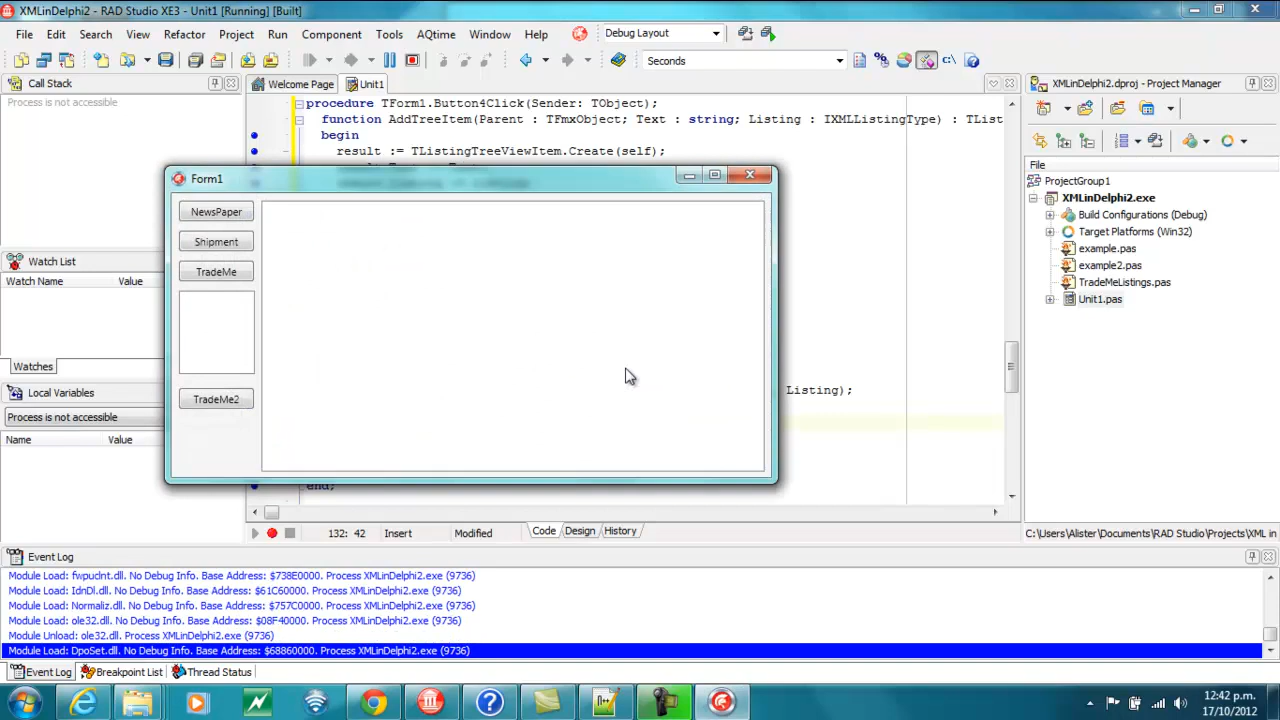 XMLinDelphi2 - RAD Studio XE3 - Unit1 [Running] [Built]
File Edit Search View Refactor Project Run Component Tools AQtime Window Help
Debug Layout
Seconds
C:\
Call Stack
Process is not accessible
Welcome Page
Unit1
procedure TForm1.Button4Click(Sender: TObject);
function AddTreeItem(Parent : TFmxObject; Text : string; Listing : IXMLListingType) : TList
begin
result := TListingTreeViewItem.Create(self);
Listing);
end;
Form1
NewsPaper
Shipment
TradeMe
TradeMe2
Watch List
Watch Name Value
Watches
Local Variables
Process is not accessible
Name Value
132: 42 Insert Modified
Code Design History
XMLinDelphi2.dproj - Project Manager
File
ProjectGroup1
XMLinDelphi2.exe
Build Configurations (Debug)
Target Platforms (Win32)
example.pas
example2.pas
TradeMeListings.pas
Unit1.pas
C:\Users\Alister\Documents\RAD Studio\Projects\XML in
Event Log
Module Load: fwpuclnt.dll. No Debug Info. Base Address: $738E0000. Process XMLinDelphi2.exe (9736)
Module Load: IdnDl.dll. No Debug Info. Base Address: $61C60000. Process XMLinDelphi2.exe (9736)
Module Load: Normaliz.dll. No Debug Info. Base Address: $757C0000. Process XMLinDelphi2.exe (9736)
Module Load: ole32.dll. No Debug Info. Base Address: $08F40000. Process XMLinDelphi2.exe (9736)
Module Unload: ole32.dll. Process XMLinDelphi2.exe (9736)
Module Load: DpoSet.dll. No Debug Info. Base Address: $68860000. Process XMLinDelphi2.exe (9736)
Event Log Breakpoint List Thread Status
12:42 p.m.
17/10/2012